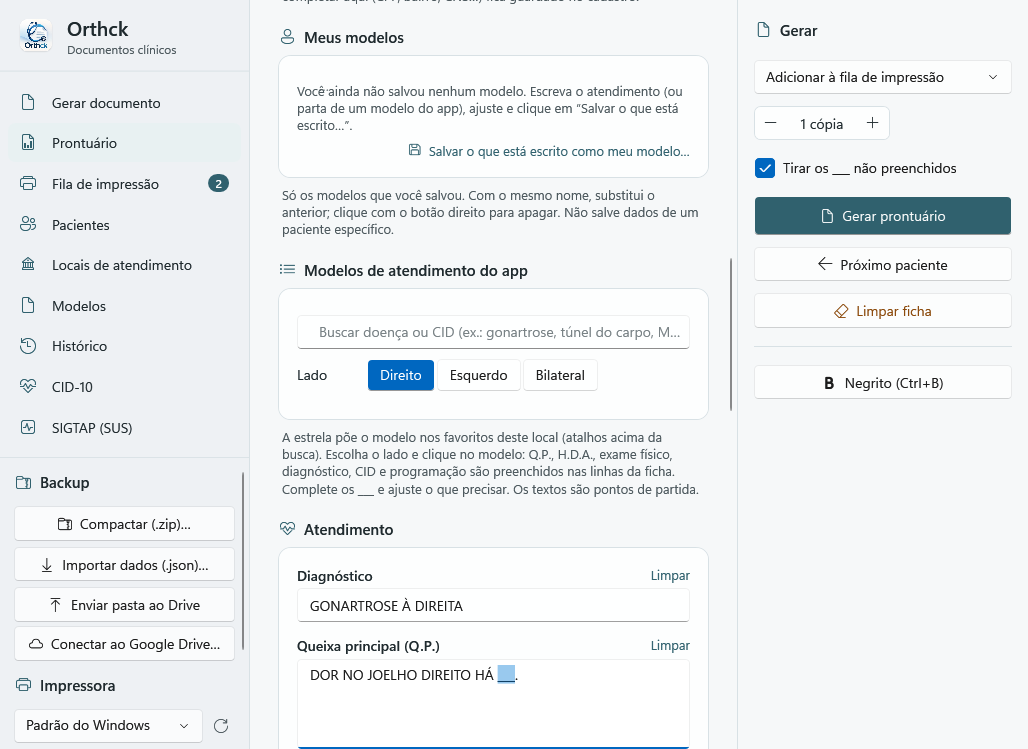 Orthck
Documentos clínicos
Orthck
Gerar documento
Prontuário
Fila de impressão
2
Pacientes
Locais de atendimento
Modelos
Histórico
CID-10
SIGTAP (SUS)
Backup
Compactar (.zip)...
Importar dados (.json)...
Enviar pasta ao Drive
Conectar ao Google Drive...
Impressora
Padrão do Windows
Meus modelos
Você ainda não salvou nenhum modelo. Escreva o atendimento (ou
parta de um modelo do app), ajuste e clique em “Salvar o que está
escrito...”.
Salvar o que está escrito como meu modelo...
Só os modelos que você salvou. Com o mesmo nome, substitui o
anterior; clique com o botão direito para apagar. Não salve dados de um
paciente específico.
Modelos de atendimento do app
Buscar doença ou CID (ex.: gonartrose, túnel do carpo, M...
Lado
Direito
Esquerdo
Bilateral
A estrela põe o modelo nos favoritos deste local (atalhos acima da
busca). Escolha o lado e clique no modelo: Q.P., H.D.A., exame físico,
diagnóstico, CID e programação são preenchidos nas linhas da ficha.
Complete os ___ e ajuste o que precisar. Os textos são pontos de partida.
Atendimento
Diagnóstico
Limpar
GONARTROSE À DIREITA
Queixa principal (Q.P.)
Limpar
DOR NO JOELHO DIREITO HÁ ___.
Gerar
Adicionar à fila de impressão
1 cópia
Tirar os ___ não preenchidos
Gerar prontuário
Próximo paciente
Limpar ficha
B Negrito (Ctrl+B)